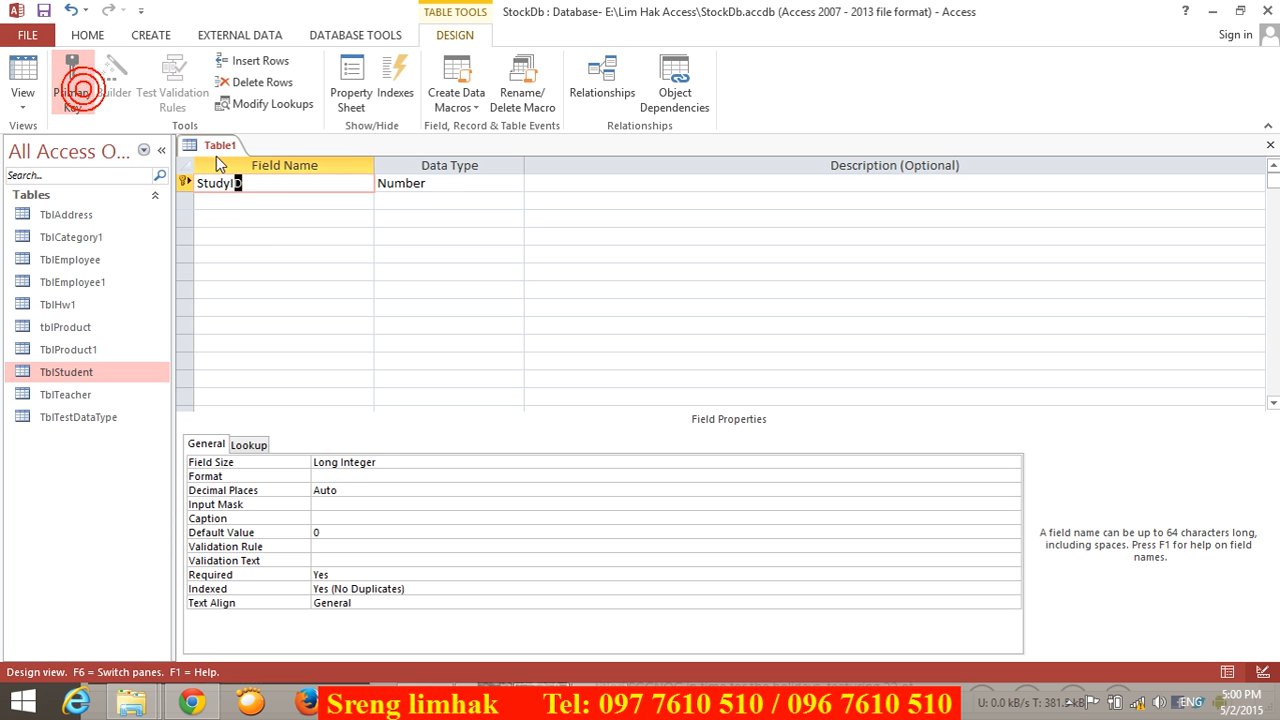 TABLE TOOLS
StockDb : Database- E:\Lim Hak Access\StockDb.accdb (Access 2007 - 2013 file format) - Access
?
FILE
HOME
CREATE
EXTERNAL DATA
DATABASE TOOLS
DESIGN
Sign in
View
Primary Key
Builder
Test Validation
Rules
Insert Rows
Delete Rows
Modify Lookups
Property
Sheet
Indexes
Create Data
Macros
Rename/
Delete Macro
Relationships
Object
Dependencies
Views
Tools
Show/Hide
Field, Record & Table Events
Relationships
All Access O...
Search...
Tables
TblAddress
TblCategory1
TblEmployee
TblEmployee1
TblHw1
tblProduct
TblProduct1
TblStudent
TblTeacher
TblTestDataType
Table1
Field Name
Data Type
Description (Optional)
StudyID
Number
Field Properties
General
Lookup
Field Size
Long Integer
Format
Decimal Places
Auto
Input Mask
Caption
Default Value
0
Validation Rule
Validation Text
Required
Yes
Indexed
Yes (No Duplicates)
Text Align
General
A field name can be up to 64 characters long,
including spaces. Press F1 for help on field
names.
Design view. F6 = Switch panes. F1 = Help.
Sreng limhak Tel: 097 7610 510 / 096 7610 510
U: 0.0 kB/s
ENG
5:00 PM
5/2/2015